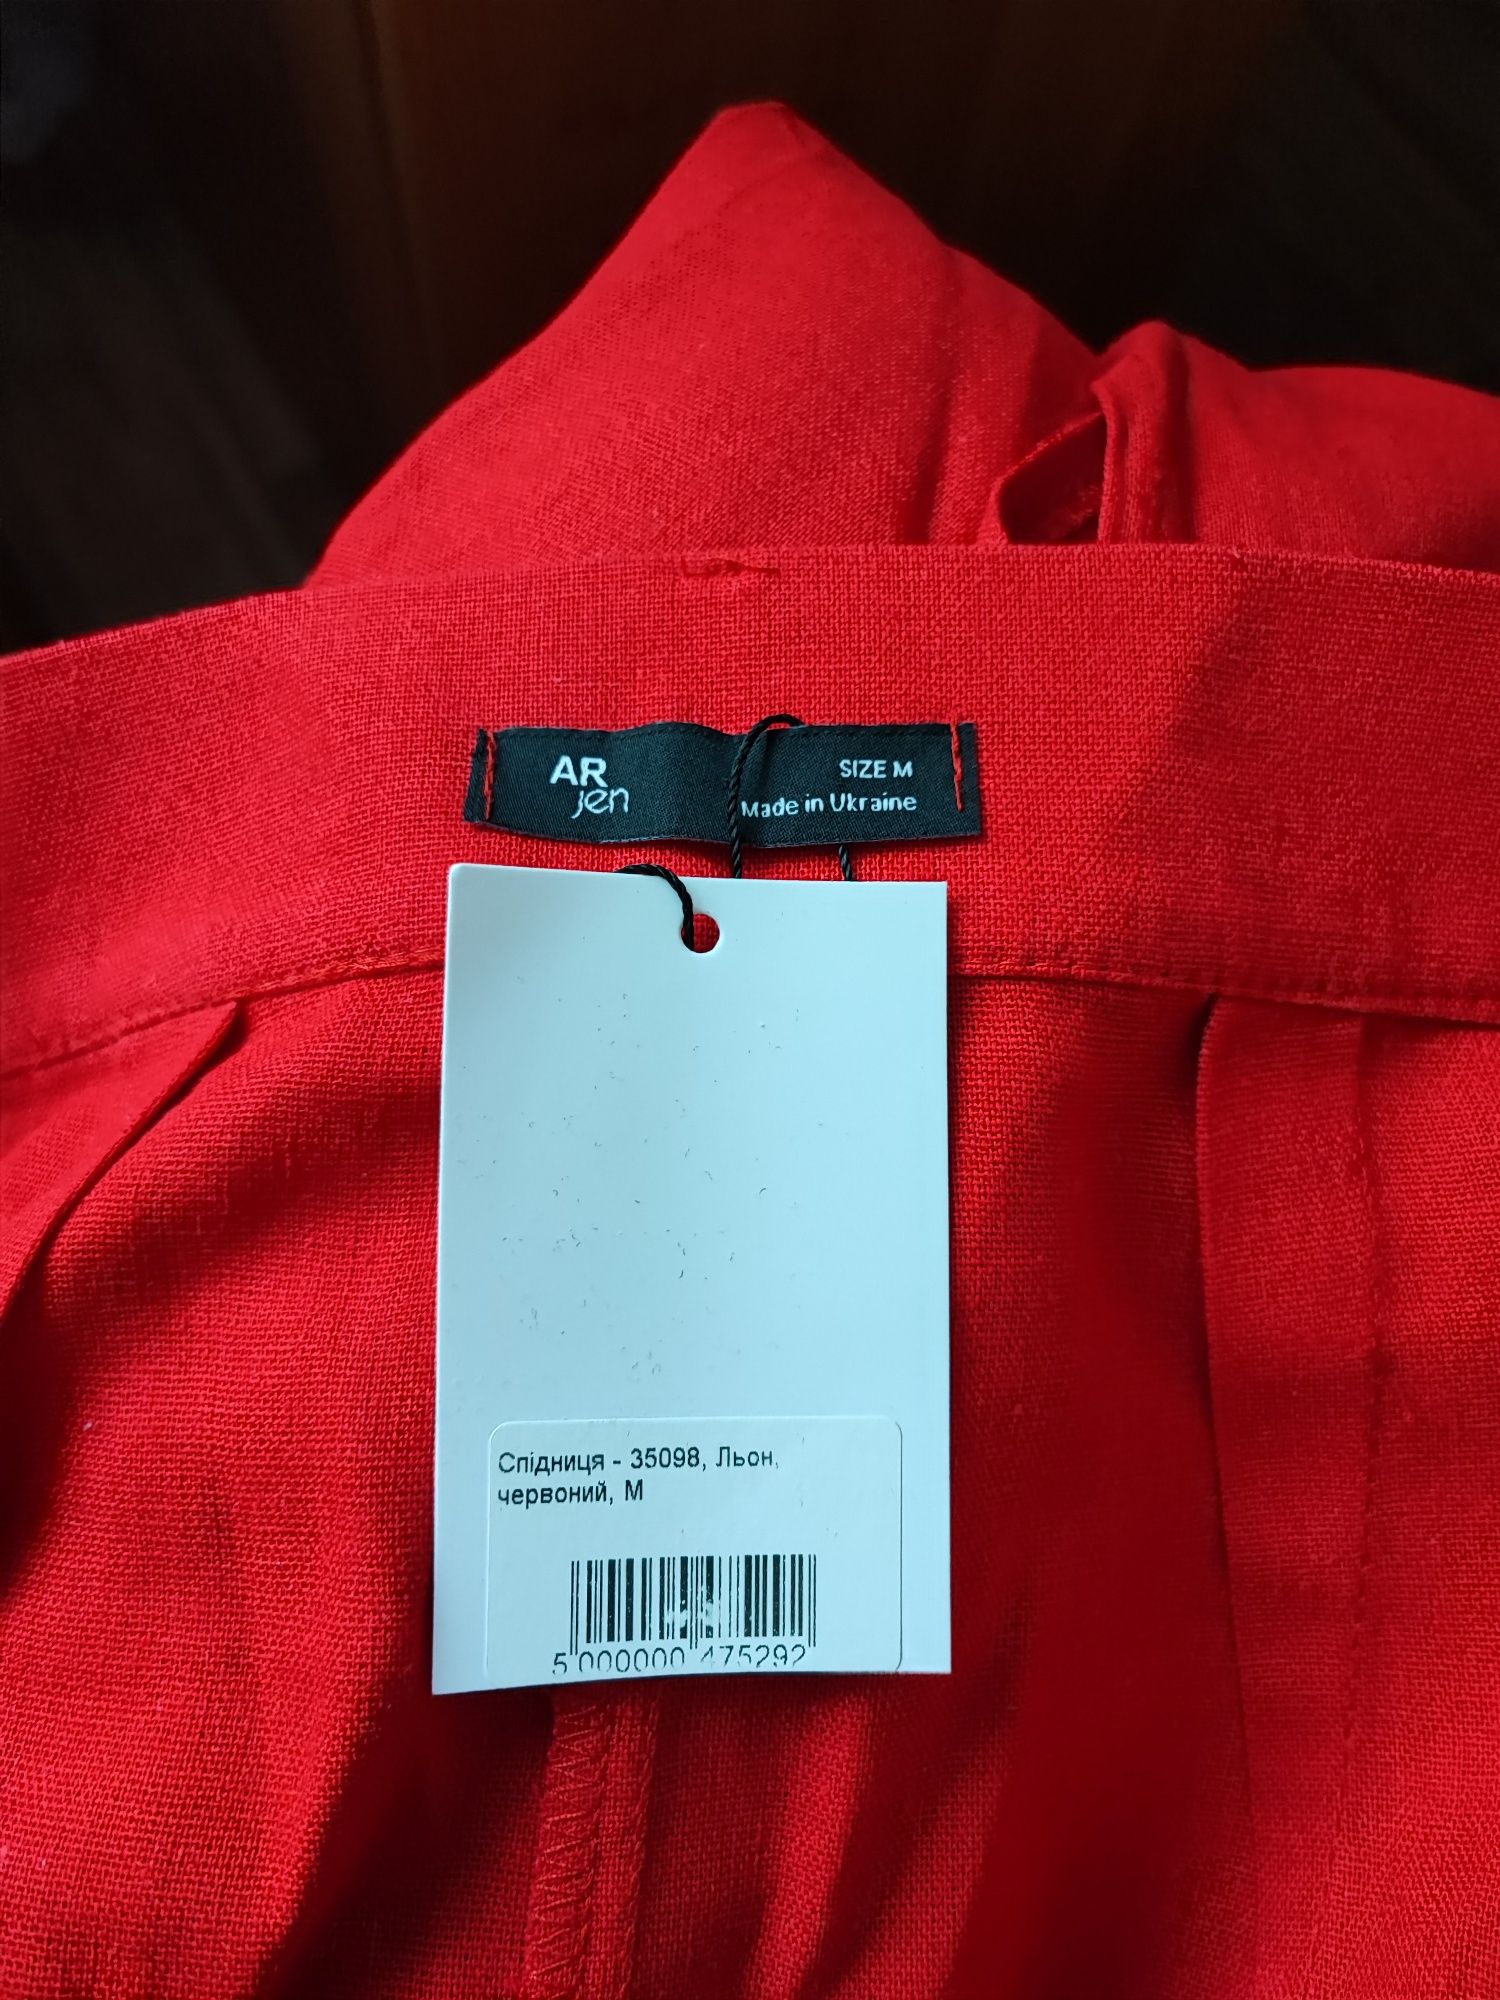 AR
jen
SIZE M
Made in Ukraine
Спідниця - 35098, Льон,
червоний, М
5 000000 475292